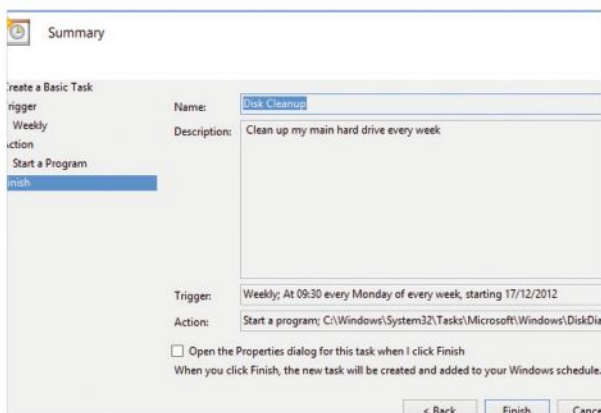 Summary
Create a Basic Task
Trigger
Weekly
Action
Start a Program
Finish
Name: Disk Cleanup
Description: Clean up my main hard drive every week
Trigger: Weekly; At 09:30 every Monday of every week, starting 17/12/2012
Action: Start a program; C:\Windows\System32\Tasks\Microsoft\Windows\DiskDia
Open the Properties dialog for this task when I click Finish
When you click Finish, the new task will be created and added to your Windows schedule.
< Back Finish Cance